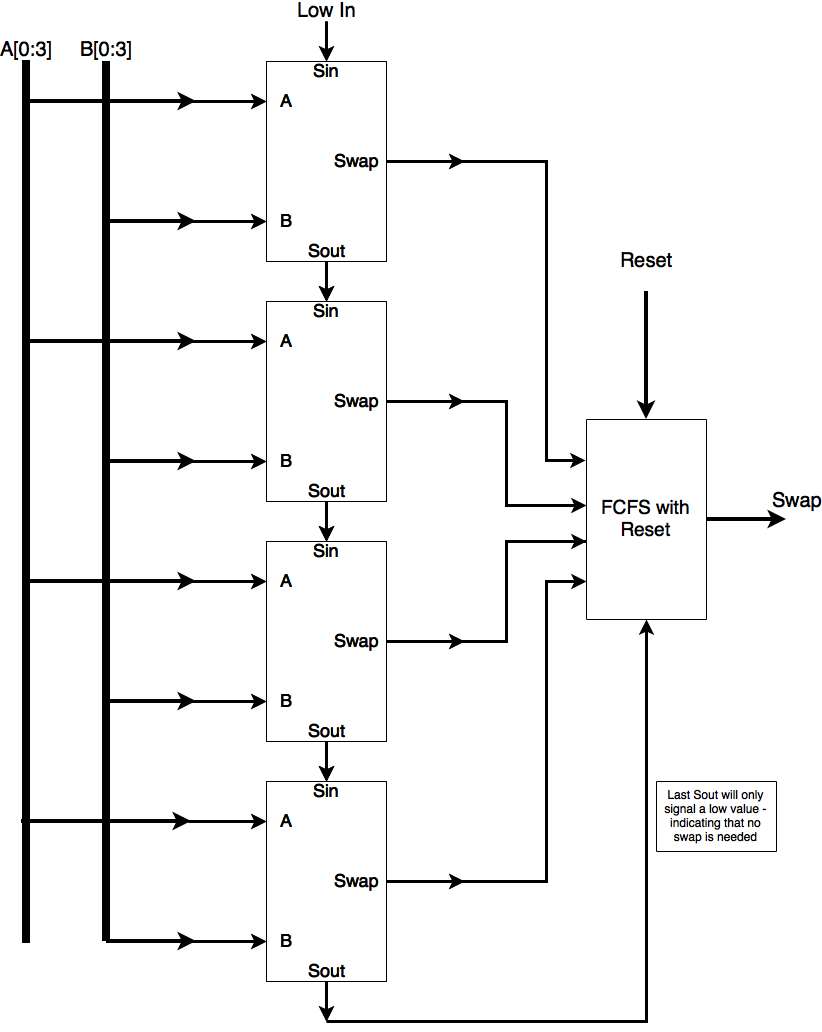 Low In
A[0:3] B[0:3]
Sin
A
Swap
B
Sout
Sin
A
Swap
B
Sout
Sin
A
Swap
B
Sout
Sin
A
Swap
B
Sout
Reset
FCFS with
Reset
Swap
Last Sout will only
signal a low value -
indicating that no
swap is needed